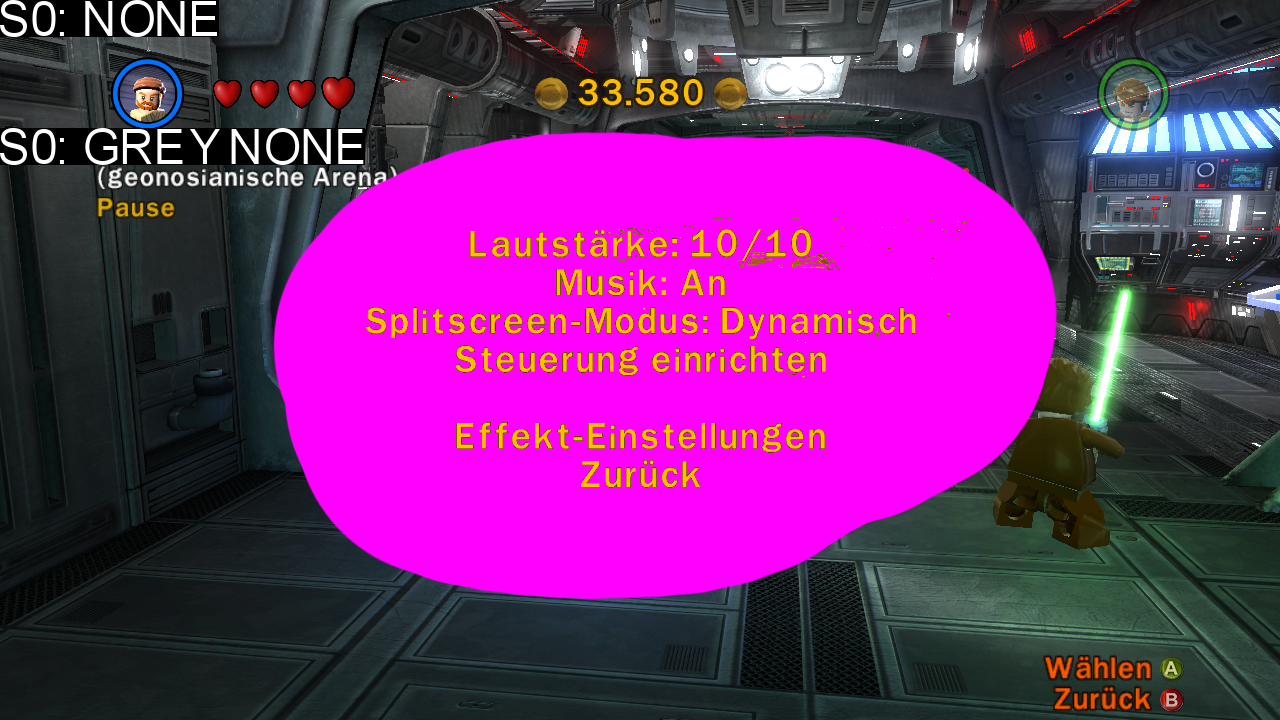 S0: NONE
33.580
S0: GREY NONE
(geonosianische Arena)
Pause
Lautstärke: 10/10
Musik: An
Splitscreen-Modus: Dynamisch
Steuerung einrichten
Effekt-Einstellungen
Zurück
Wählen A
Zurück B